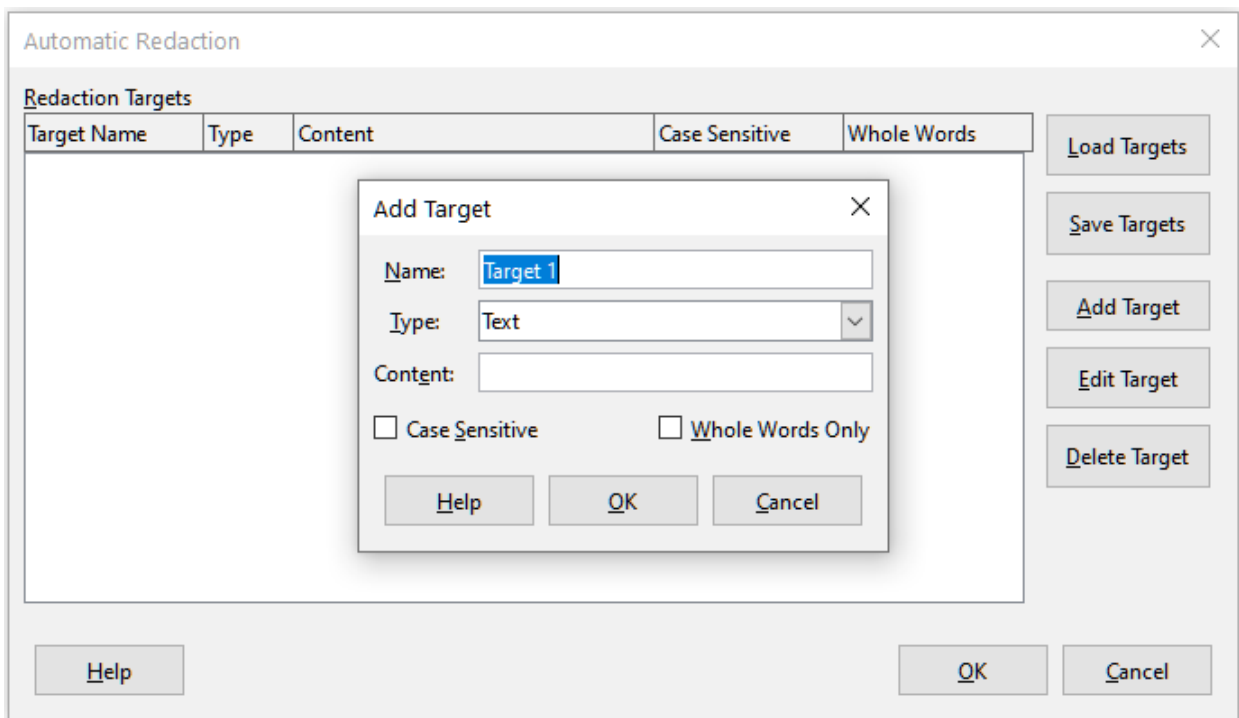 Automatic Redaction
Redaction Targets
Target Name Type Content Case Sensitive Whole Words
Load Targets
Save Targets
Add Target
Edit Target
Delete Target
Add Target
Name: Target 1
Type: Text
Content:
Case Sensitive Whole Words Only
Help OK Cancel
Help OK Cancel